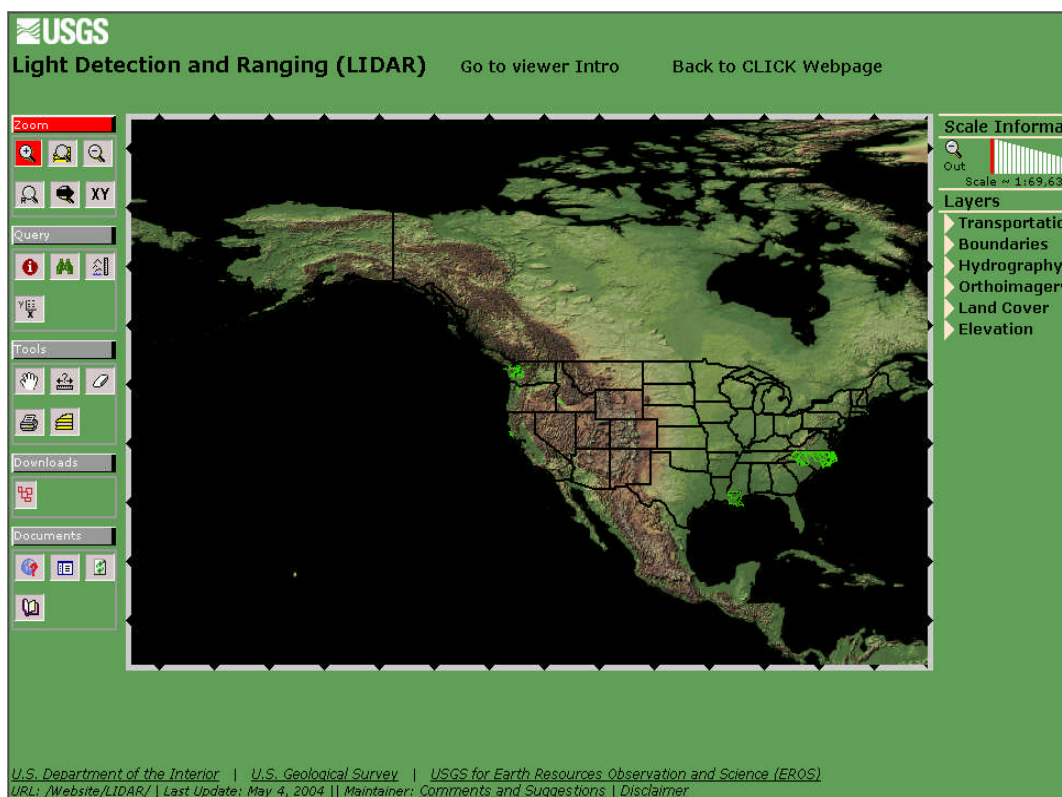 USGS
Light Detection and Ranging (LIDAR) Go to viewer Intro Back to CLICK Webpage
Zoom
XY
Query
Tools
Downloads
Documents
Scale Informa
Out
Scale ~ 1:69,63
Layers
Transportatio
Boundaries
Hydrography
Orthoimagery
Land Cover
Elevation
U.S. Department of the Interior | U.S. Geological Survey | USGS for Earth Resources Observation and Science (EROS)
URL: /Website/LIDAR/ | Last Update: May 4, 2004 || Maintainer: Comments and Suggestions | Disclaimer